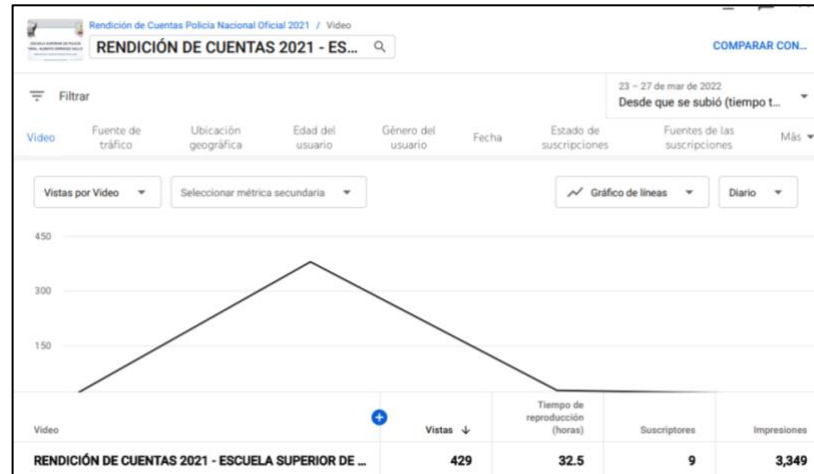 Rendición de Cuentas Policía Nacional Oficial 2021 / Video
RENDICIÓN DE CUENTAS 2021 - ES...
COMPARAR CON...
Filtrar
23 – 27 de mar de 2022
Desde que se subió (tiempo t...
Video
Fuente de tráfico
Ubicación geográfica
Edad del usuario
Género del usuario
Fecha
Estado de suscripciones
Fuentes de las suscripciones
Más
Vistas por Video
Seleccionar métrica secundaria
Gráfico de líneas
Diario
450
300
150
Video
Vistas
Tiempo de reproducción (horas)
Suscriptores
Impresiones
RENDICIÓN DE CUENTAS 2021 - ESCUELA SUPERIOR DE ...
429
32.5
9
3,349